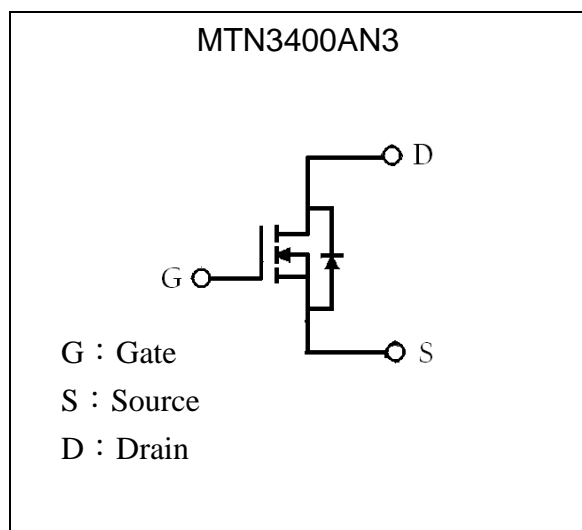 MTN3400AN3
D
G
S
G：Gate
S：Source
D：Drain